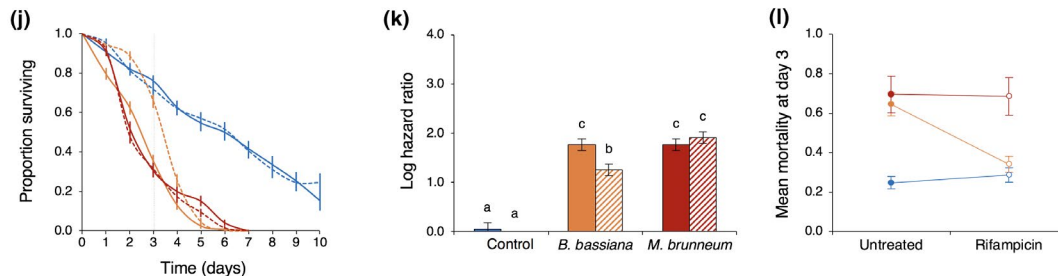 (j)
Proportion surviving
1.0
0.8
0.6
0.4
0.2
0.0
0 1 2 3 4 5 6 7 8 9 10
Time (days)
(k)
Log hazard ratio
4.0
3.0
2.0
1.0
0.0
a a c b c c
Control B. bassiana M. brunneum
(l)
Mean mortality at day 3
1.0
0.8
0.6
0.4
0.2
0.0
Untreated Rifampicin